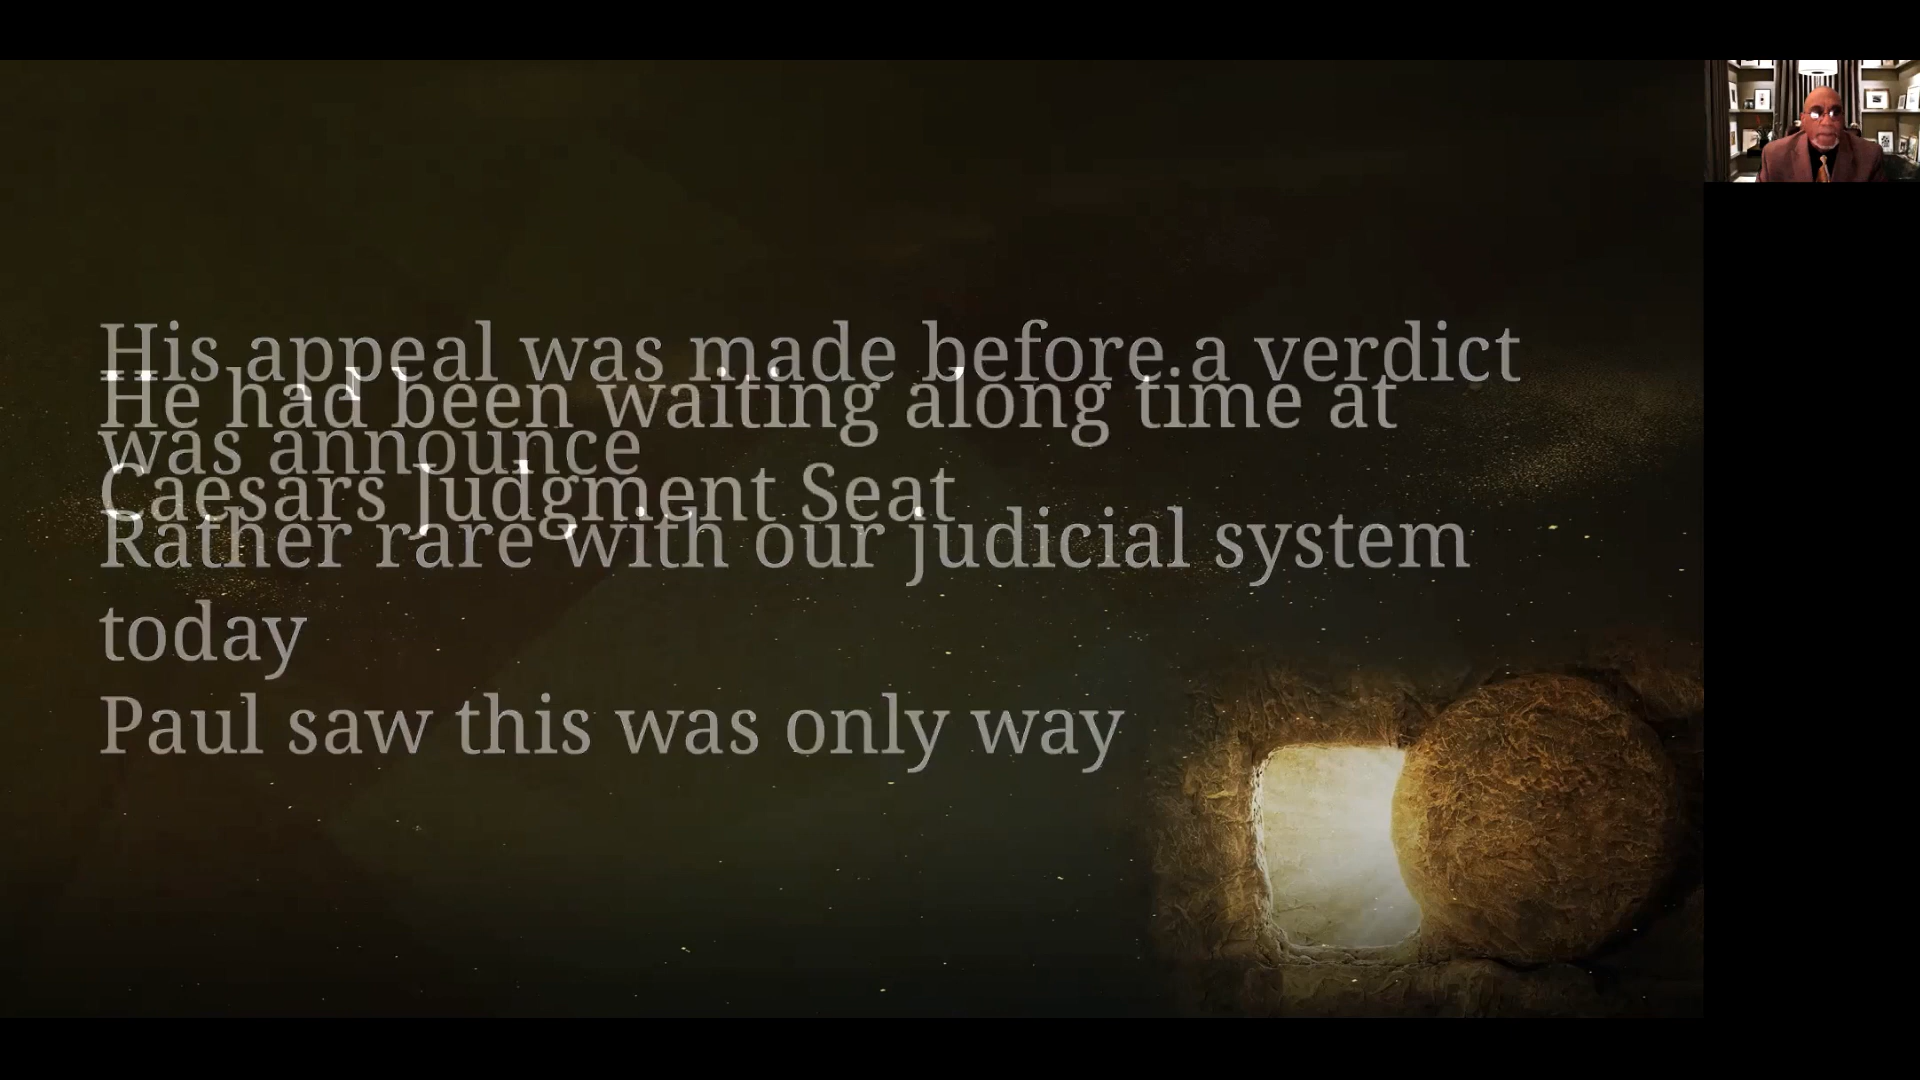 His appeal was made before a verdict
He had been waiting along time at
was announce
Caesars Judgment Seat
Rather rare with our judicial system
today
Paul saw this was only way